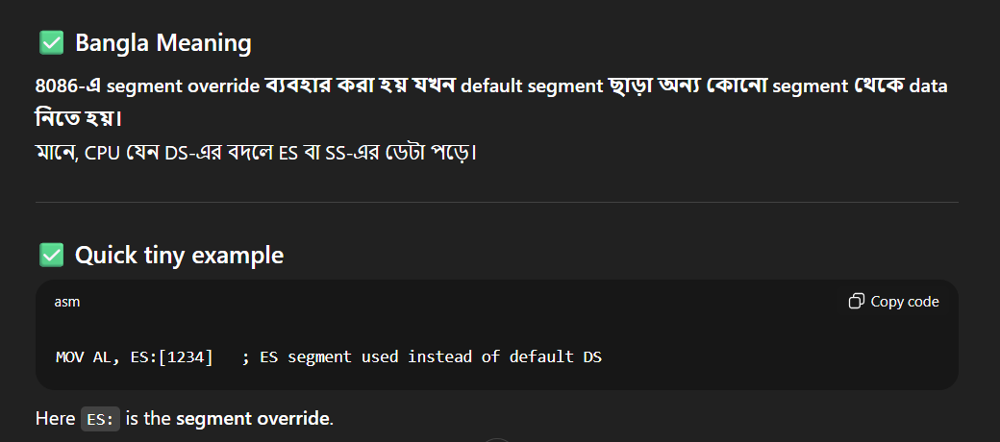 ✅ Bangla Meaning
8086-এ segment override ব্যবহার করা হয় যখন default segment ছাড়া অন্য কোনো segment থেকে data
নিতে হয়।
মানে, CPU যেন DS-এর বদলে ES বা SS-এর ডেটা পড়ে।
✅ Quick tiny example
asm Copy code
MOV AL, ES:[1234]   ; ES segment used instead of default DS
Here ES: is the segment override.